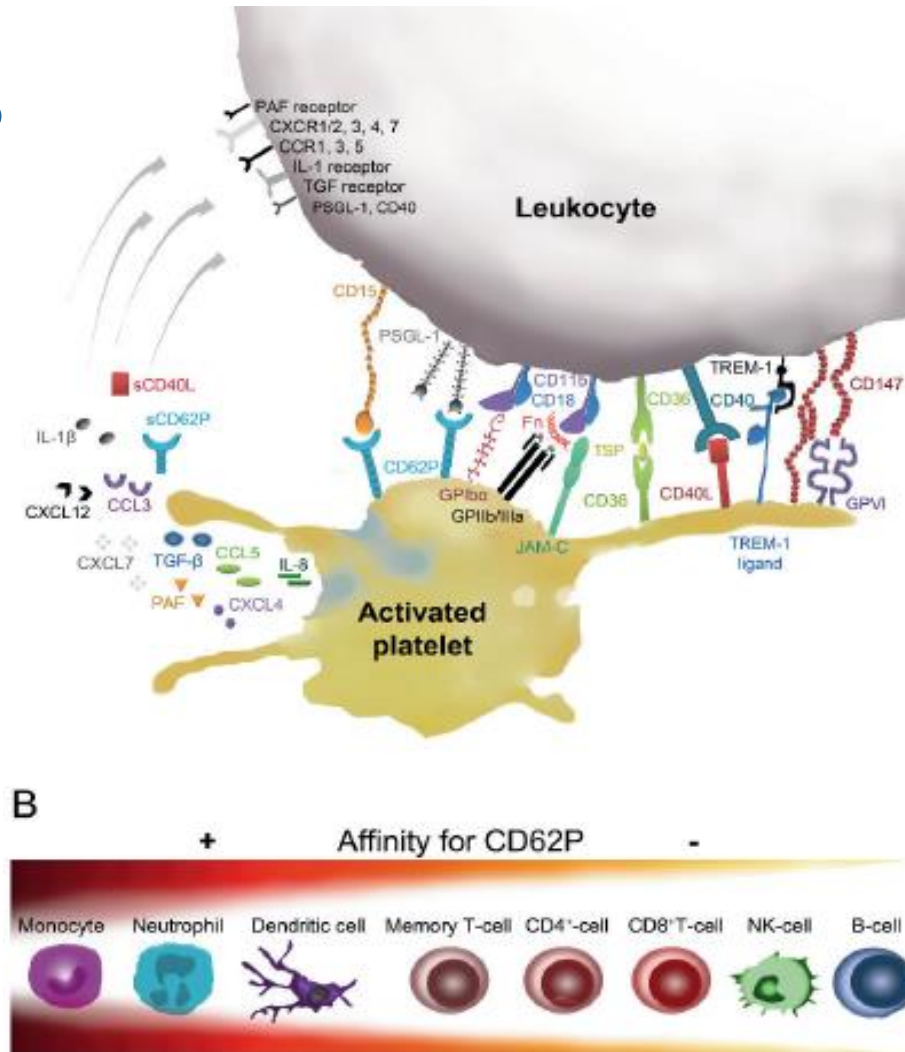 PAF receptor
CXCR1/2, 3, 4, 7
CCR1, 3, 5
IL-1 receptor
TGF receptor
PSGL-1, CD40
Leukocyte
CD15
PSGL-1
CD11b
CD18
Fn
TSP
CD36
CD40
TREM-1
CD147
sCD40L
sCD62P
IL-1β
CXCL12
CCL3
CD62P
GPIbα
GPIIb/IIIa
JAM-C
CD36
CD40L
TREM-1
ligand
GPVI
CXCL7
TGF-β
CCL5
IL-8
PAF
CXCL4
Activated
platelet
B
+ Affinity for CD62P -
Monocyte Neutrophil Dendritic cell Memory T-cell CD4⁺-cell CD8⁺T-cell NK-cell B-cell